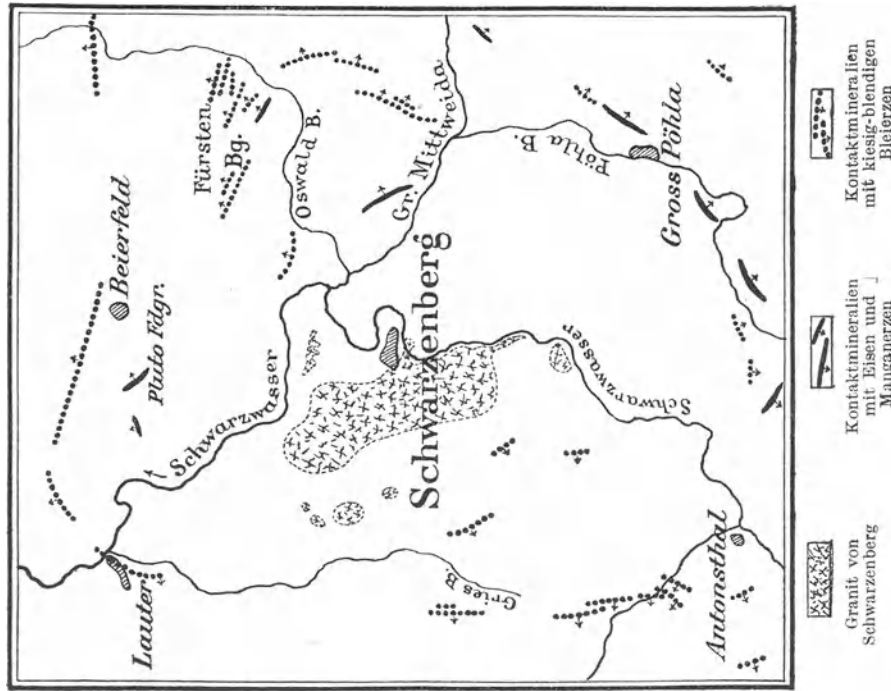 Lauter
Beierfeld
Pluto Fdgr.
Schwarzwasser
Fürsten
Bg.
Oswald B.
Gr. Mittweida
Schwarzenberg
Gries B.
Schwarzwasser
Pöhla B.
Gross Pöhla
Antonsthal
Granit von
Schwarzenberg
Kontaktmineralien
mit Eisen und
Manganerzen
Kontaktmineralien
mit kiesig-blendigen
Bleierzen